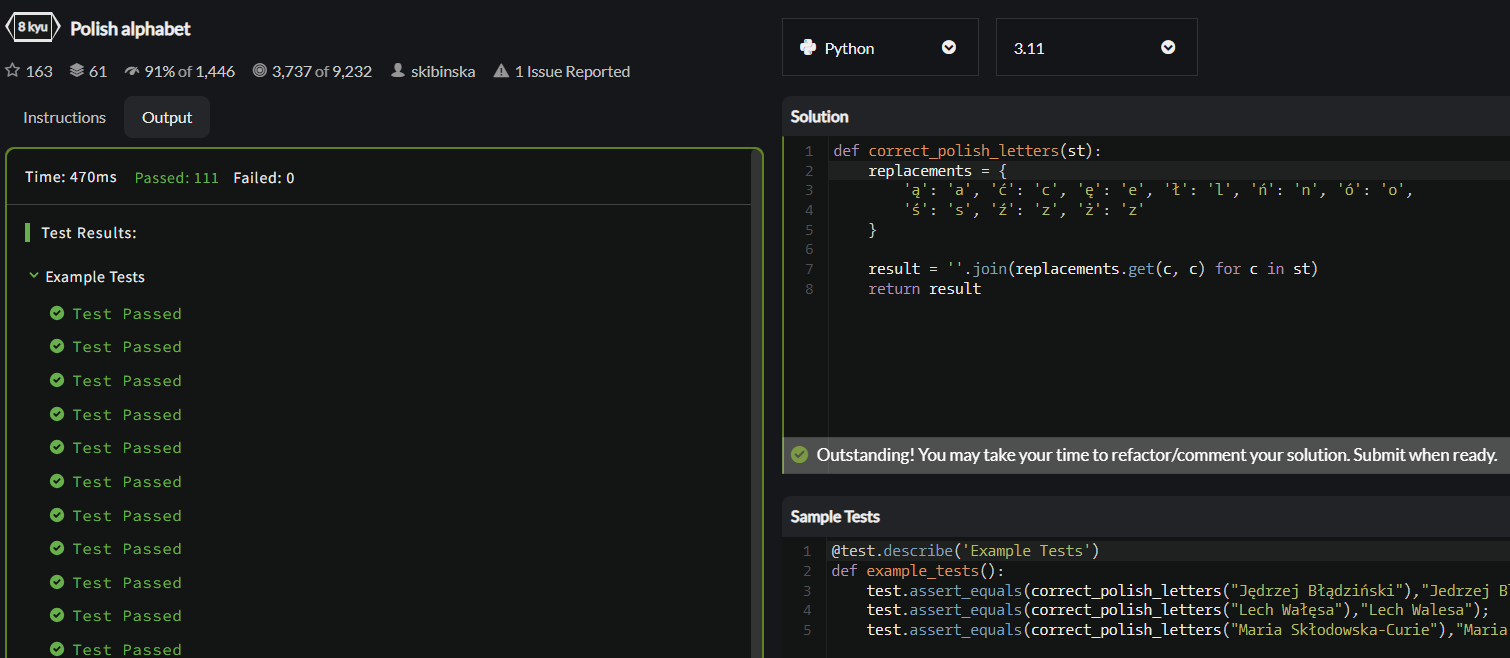 8 kyu Polish alphabet
163 61 91% of 1,446 3,737 of 9,232 skibinska 1 Issue Reported
Instructions Output
Time: 470ms Passed: 111 Failed: 0
Test Results:
Example Tests
Test Passed
Test Passed
Test Passed
Test Passed
Test Passed
Test Passed
Test Passed
Test Passed
Test Passed
Test Passed
Test Passed
Python 3.11
Solution
1 def correct_polish_letters(st):
2 replacements = {
3 'ą': 'a', 'ć': 'c', 'ę': 'e', 'ł': 'l', 'ń': 'n', 'ó': 'o',
4 'ś': 's', 'ź': 'z', 'ż': 'z'
5 }
6
7 result = ''.join(replacements.get(c, c) for c in st)
8 return result
Outstanding! You may take your time to refactor/comment your solution. Submit when ready.
Sample Tests
1 @test.describe('Example Tests')
2 def example_tests():
3 test.assert_equals(correct_polish_letters("Jędrzej Błądziński"),"Jedrzej B
4 test.assert_equals(correct_polish_letters("Lech Wałęsa"),"Lech Walesa");
5 test.assert_equals(correct_polish_letters("Maria Skłodowska-Curie"),"Maria